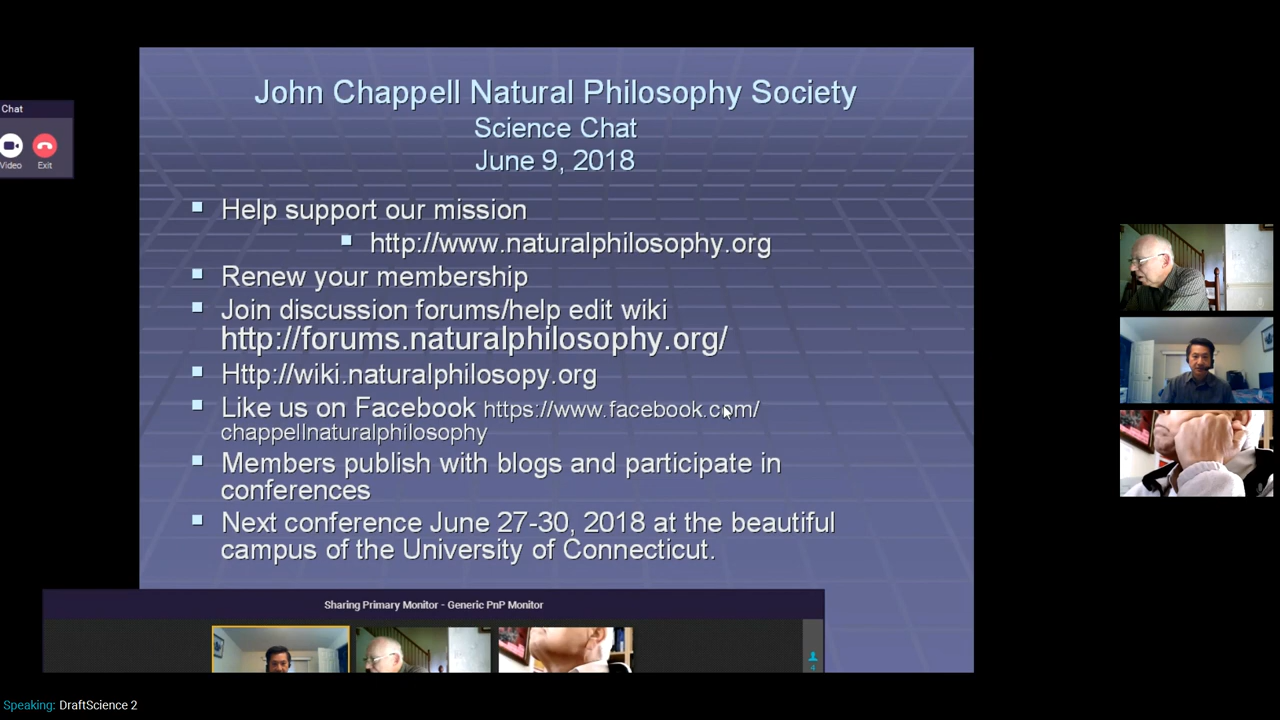 John Chappell Natural Philosophy Society
Science Chat
June 9, 2018
Chat
Video
Exit
Help support our mission
http://www.naturalphilosophy.org
Renew your membership
Join discussion forums/help edit wiki
http://forums.naturalphilosophy.org/
Http://wiki.naturalphilosopy.org
Like us on Facebook https://www.facebook.com/
chappellnaturalphilosophy
Members publish with blogs and participate in
conferences
Next conference June 27-30, 2018 at the beautiful
campus of the University of Connecticut.
Sharing Primary Monitor - Generic PnP Monitor
4
Speaking: DraftScience 2